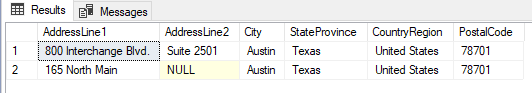 Results Messages
AddressLine1 AddressLine2 City StateProvince CountryRegion PostalCode
1 800 Interchange Blvd. Suite 2501 Austin Texas United States 78701
2 165 North Main NULL Austin Texas United States 78701